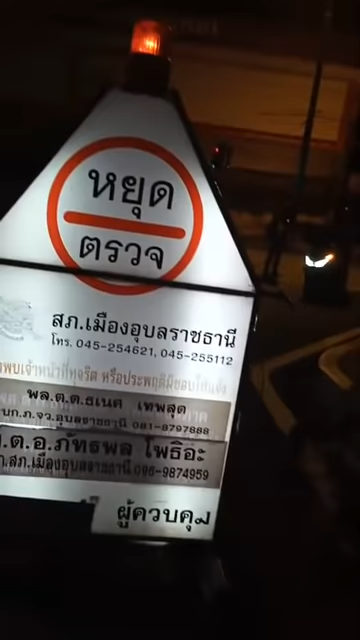 หยุด
ตรวจ
สภ.เมืองอุบลราชธานี
โทร. 045-254621, 045-255112
พบเจ้าหน้าที่ทุจริต หรือประพฤติมิชอบโปรดแจ้ง
พล.ต.ต.ธเนศ เทพสุด
ผบก.ภ.จว.อุบลราชธานี 081-8797888
พ.ต.อ.ภัทธพล โพธิอะ
สภ.เมืองอุบลราชธานี 096-9874959
ผู้ควบคุม